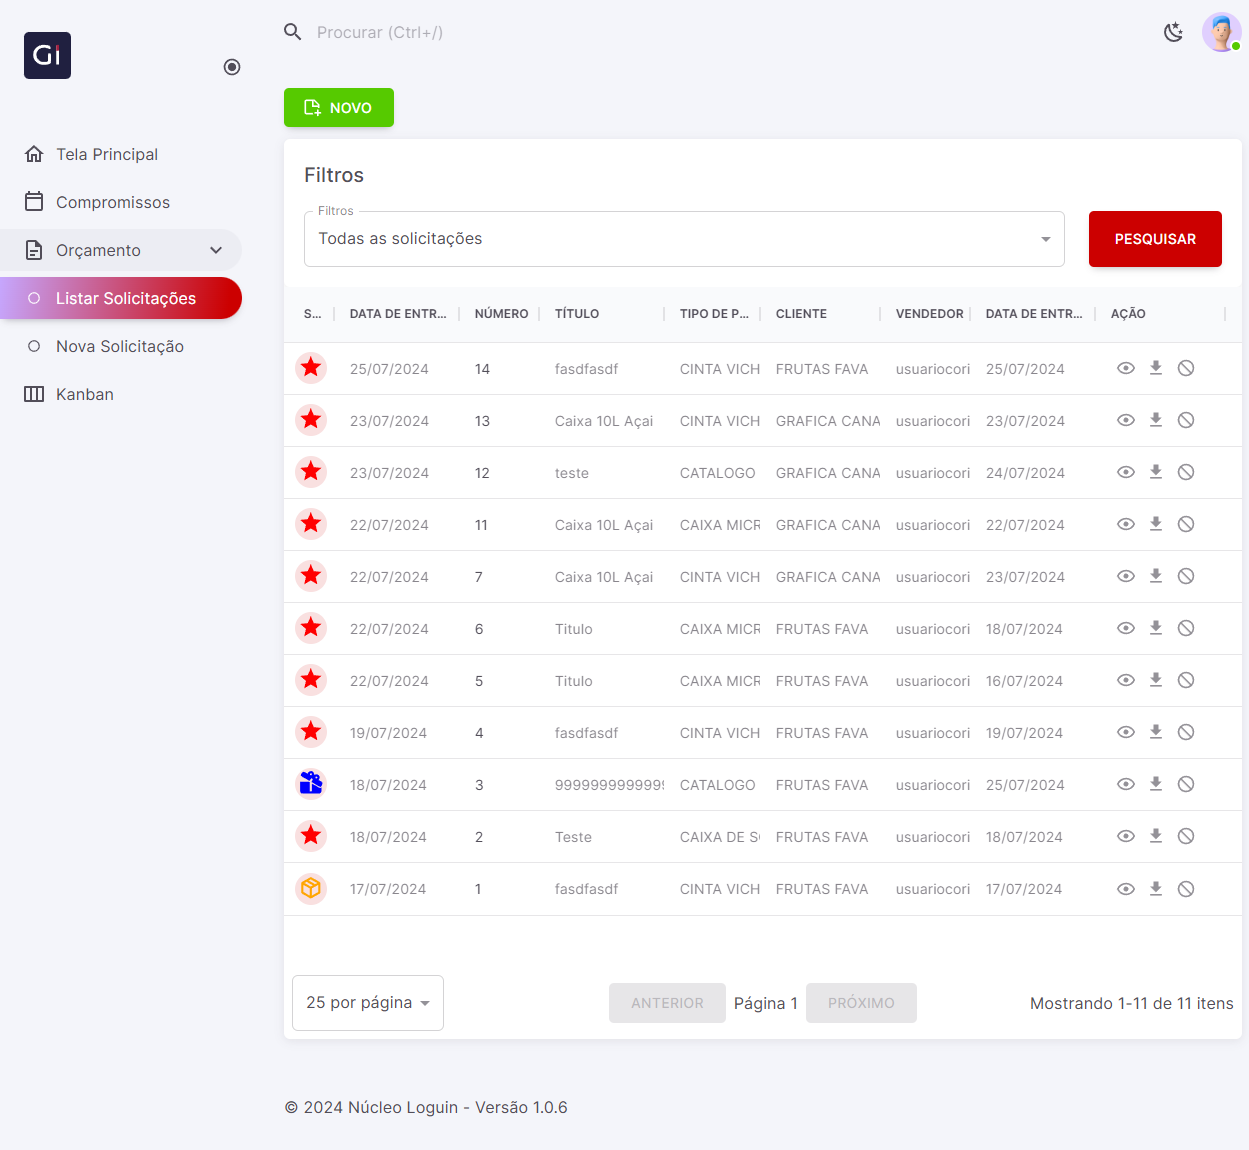 Gi
Procurar (Ctrl+/)
NOVO
Tela Principal
Compromissos
Orçamento
Listar Solicitações
Nova Solicitação
Kanban
Filtros
Filtros
Todas as solicitações
PESQUISAR
S... DATA DE ENTR... NÚMERO TÍTULO TIPO DE P... CLIENTE VENDEDOR DATA DE ENTR... AÇÃO
25/07/2024 14 fasdfasdf CINTA VICH FRUTAS FAVA usuariocori 25/07/2024
23/07/2024 13 Caixa 10L Açai CINTA VICH GRAFICA CANA usuariocori 23/07/2024
23/07/2024 12 teste CATALOGO GRAFICA CANA usuariocori 24/07/2024
22/07/2024 11 Caixa 10L Açai CAIXA MICR GRAFICA CANA usuariocori 22/07/2024
22/07/2024 7 Caixa 10L Açai CINTA VICH GRAFICA CANA usuariocori 23/07/2024
22/07/2024 6 Titulo CAIXA MICR FRUTAS FAVA usuariocori 18/07/2024
22/07/2024 5 Titulo CAIXA MICR FRUTAS FAVA usuariocori 16/07/2024
19/07/2024 4 fasdfasdf CINTA VICH FRUTAS FAVA usuariocori 19/07/2024
18/07/2024 3 9999999999999 CATALOGO FRUTAS FAVA usuariocori 25/07/2024
18/07/2024 2 Teste CAIXA DE S FRUTAS FAVA usuariocori 18/07/2024
17/07/2024 1 fasdfasdf CINTA VICH FRUTAS FAVA usuariocori 17/07/2024
25 por página
ANTERIOR Página 1 PRÓXIMO
Mostrando 1-11 de 11 itens
© 2024 Núcleo Loguin - Versão 1.0.6